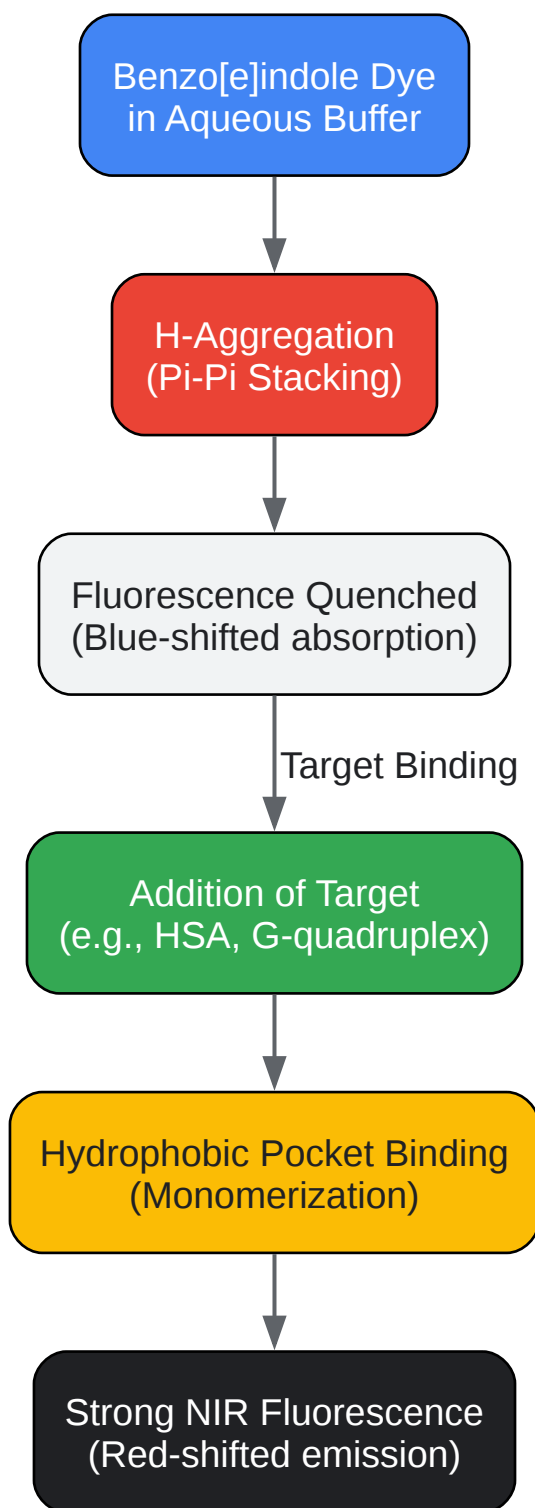 Benzo[e]indole Dye
in Aqueous Buffer
H-Aggregation
(Pi-Pi Stacking)
Fluorescence Quenched
(Blue-shifted absorption)
Target Binding
Addition of Target
(e.g., HSA, G-quadruplex)
Hydrophobic Pocket Binding
(Monomerization)
Strong NIR Fluorescence
(Red-shifted emission)